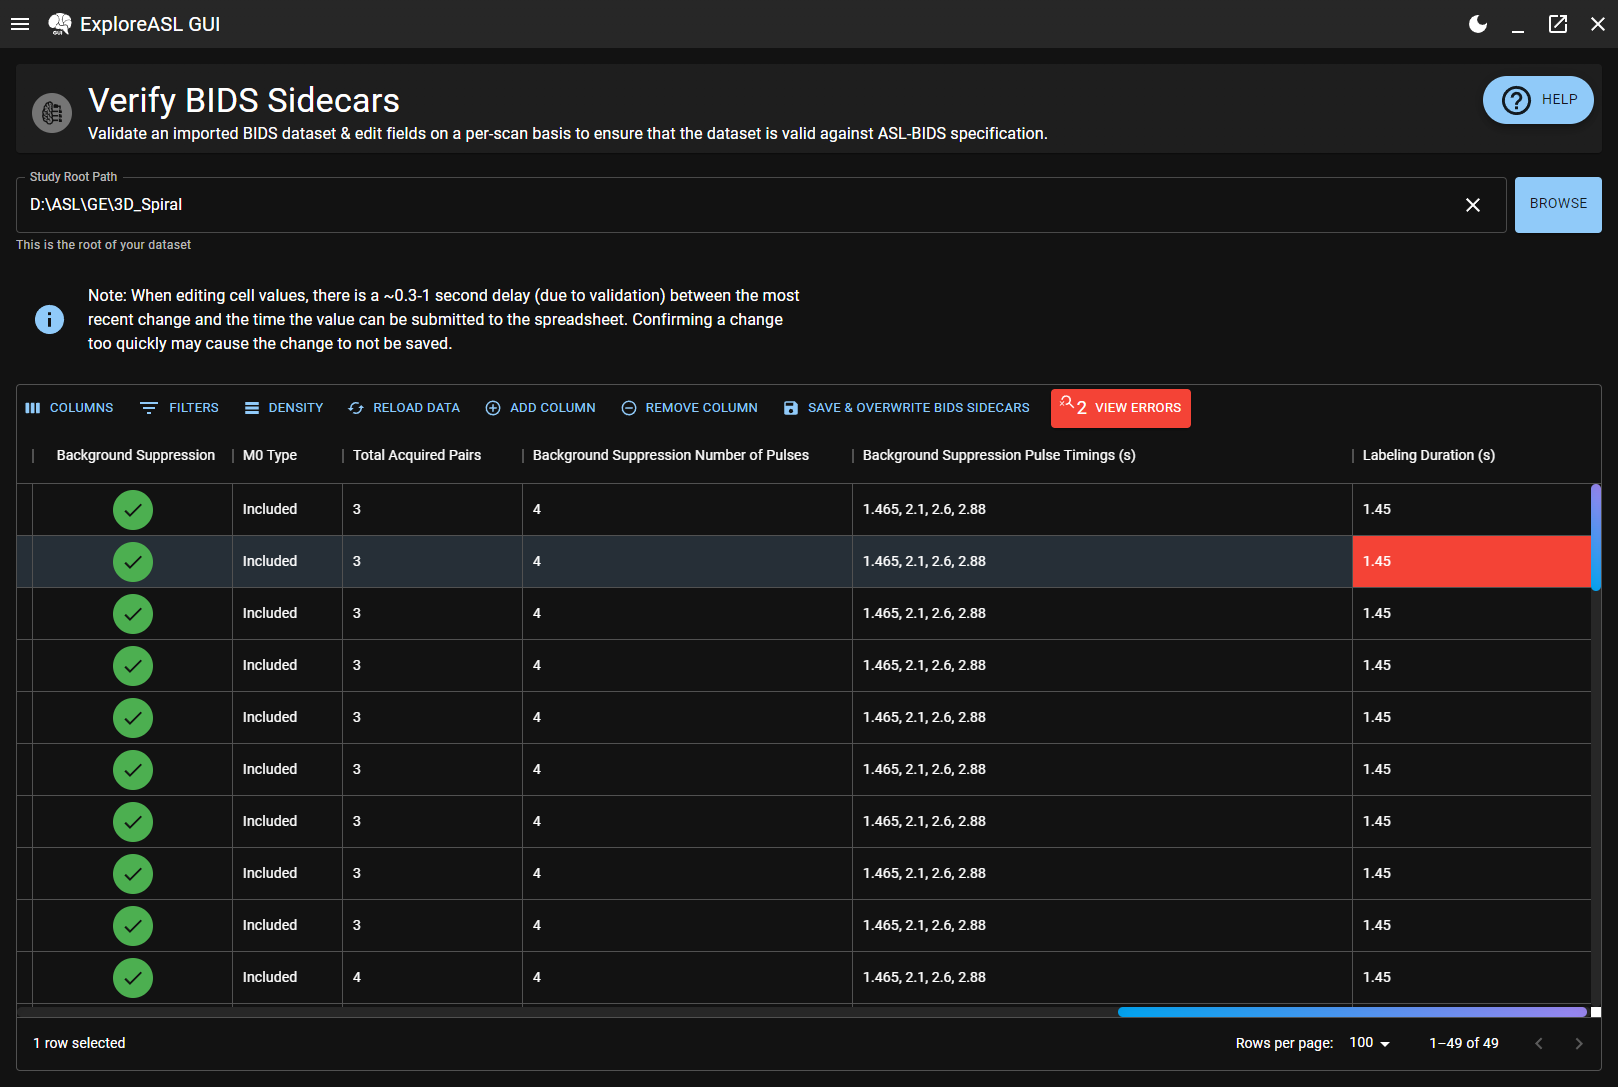 ExploreASL GUI
Verify BIDS Sidecars
Validate an imported BIDS dataset & edit fields on a per-scan basis to ensure that the dataset is valid against ASL-BIDS specification.
HELP
Study Root Path
D:\ASL\GE\3D_Spiral
BROWSE
This is the root of your dataset
Note: When editing cell values, there is a ~0.3-1 second delay (due to validation) between the most
recent change and the time the value can be submitted to the spreadsheet. Confirming a change
too quickly may cause the change to not be saved.
COLUMNS FILTERS DENSITY RELOAD DATA ADD COLUMN REMOVE COLUMN SAVE & OVERWRITE BIDS SIDECARS 2 VIEW ERRORS
Background Suppression M0 Type Total Acquired Pairs Background Suppression Number of Pulses Background Suppression Pulse Timings (s) Labeling Duration (s)
Included 3 4 1.465, 2.1, 2.6, 2.88 1.45
Included 3 4 1.465, 2.1, 2.6, 2.88 1.45
Included 3 4 1.465, 2.1, 2.6, 2.88 1.45
Included 3 4 1.465, 2.1, 2.6, 2.88 1.45
Included 3 4 1.465, 2.1, 2.6, 2.88 1.45
Included 3 4 1.465, 2.1, 2.6, 2.88 1.45
Included 3 4 1.465, 2.1, 2.6, 2.88 1.45
Included 3 4 1.465, 2.1, 2.6, 2.88 1.45
Included 3 4 1.465, 2.1, 2.6, 2.88 1.45
Included 4 4 1.465, 2.1, 2.6, 2.88 1.45
1 row selected Rows per page: 100 1–49 of 49